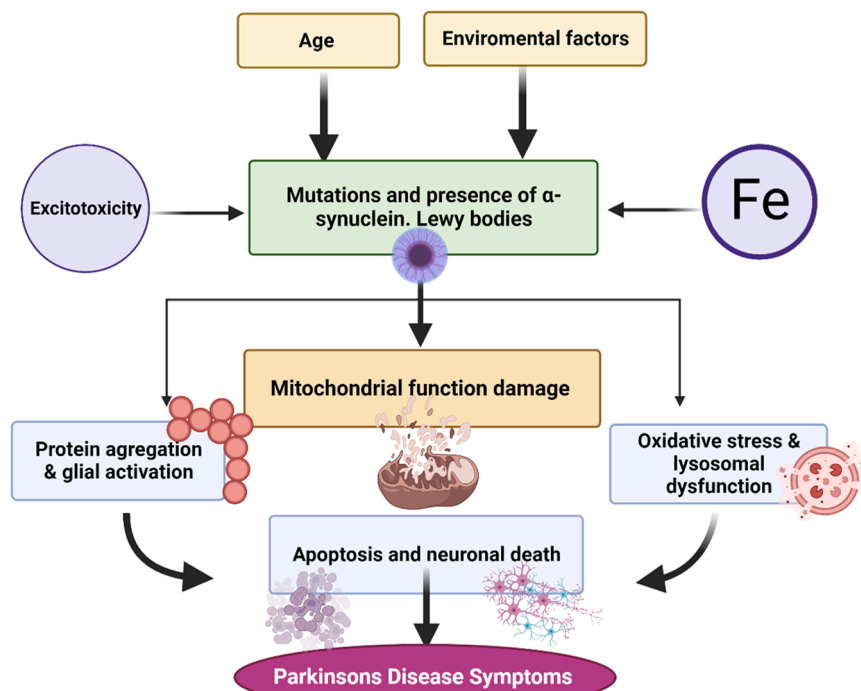 Age
Enviromental factors
Excitotoxicity
Mutations and presence of α-
synuclein. Lewy bodies
Fe
Mitochondrial function damage
Protein agregation
& glial activation
Oxidative stress &
lysosomal
dysfunction
Apoptosis and neuronal death
Parkinsons Disease Symptoms